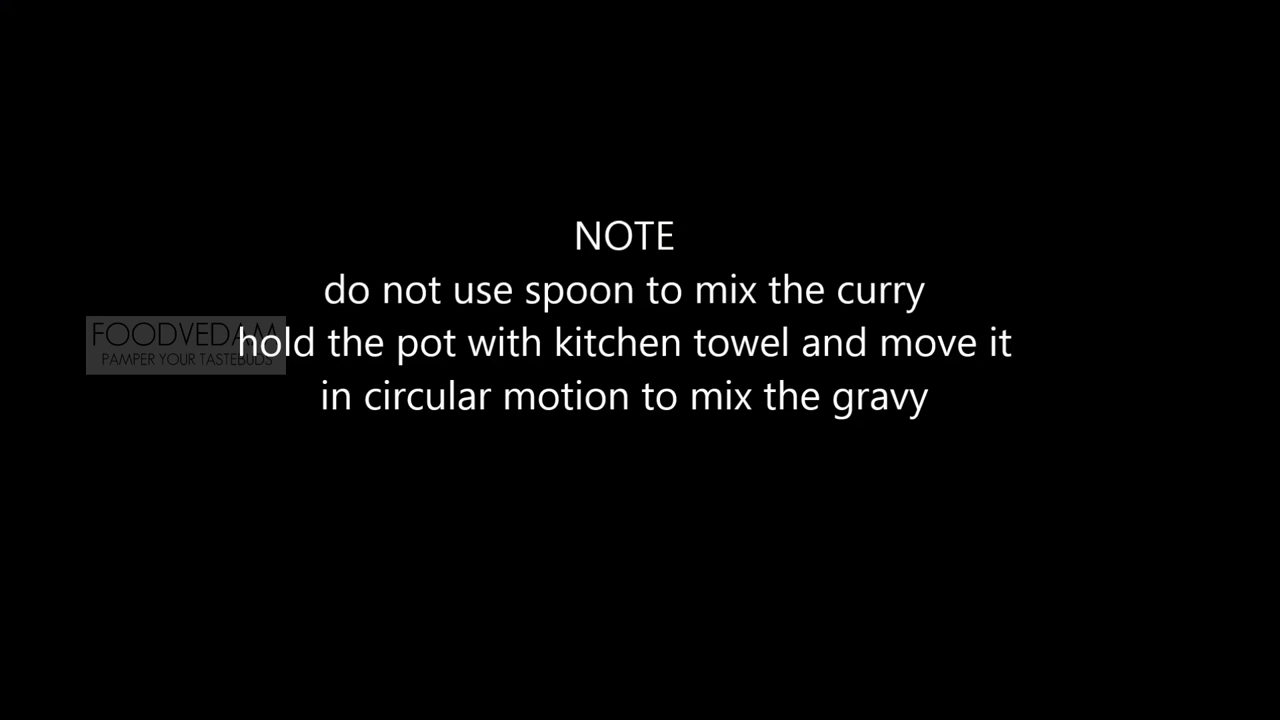 NOTE
do not use spoon to mix the curry
FOODVEDAM
hold the pot with kitchen towel and move it
PAMPER YOUR TASTEBUDS
in circular motion to mix the gravy